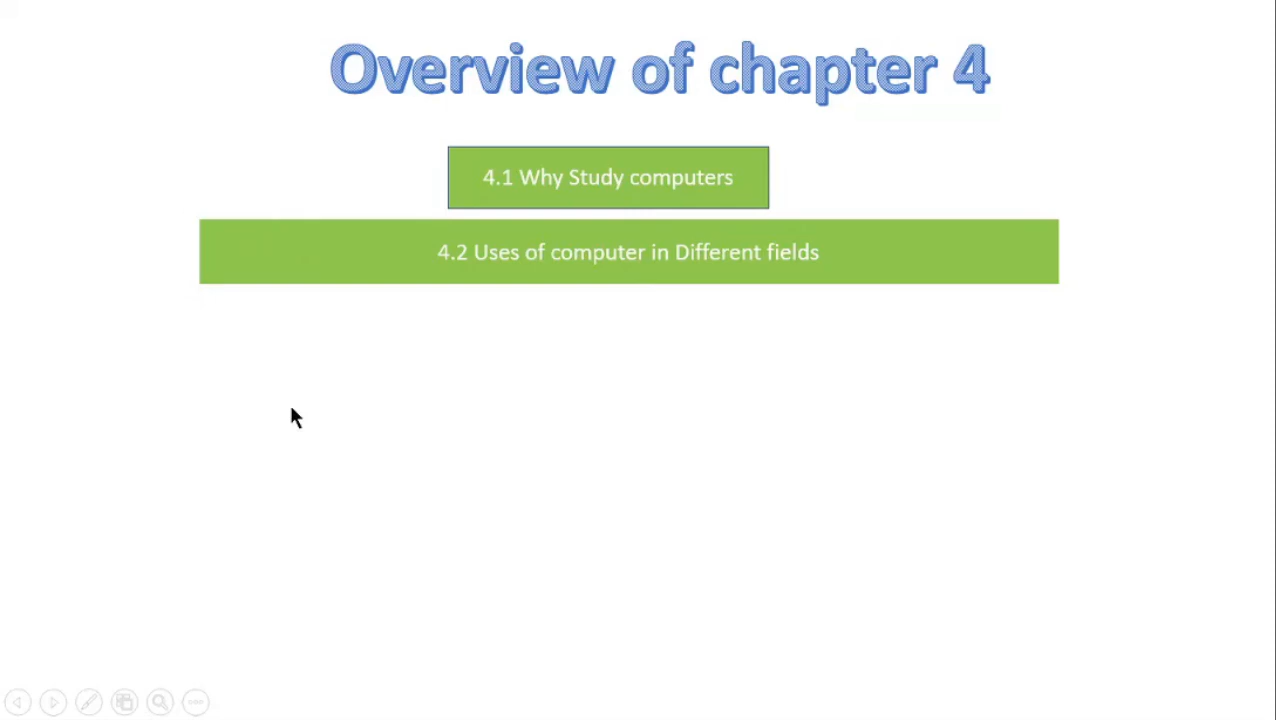 Overview of chapter 4
4.1 Why Study computers
4.2 Uses of computer in Different fields